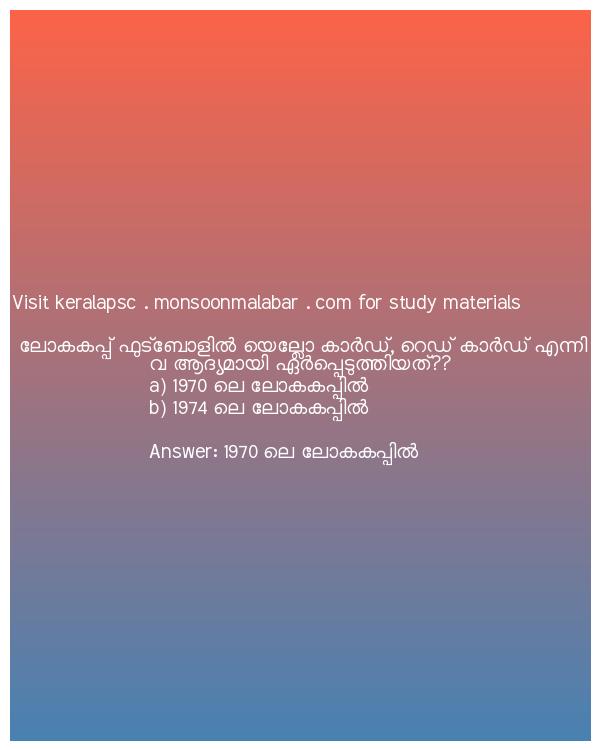 Visit keralapsc . monsoonmalabar . com for study materials
ലോകകപ്പ് ഫുട്ബോളിൽ യെല്ലോ കാർഡ്, റെഡ് കാർഡ് എന്നി
വ ആദ്യമായി ഏർപ്പെടുത്തിയത്??
a) 1970 ലെ ലോകകപ്പിൽ
b) 1974 ലെ ലോകകപ്പിൽ
Answer: 1970 ലെ ലോകകപ്പിൽ